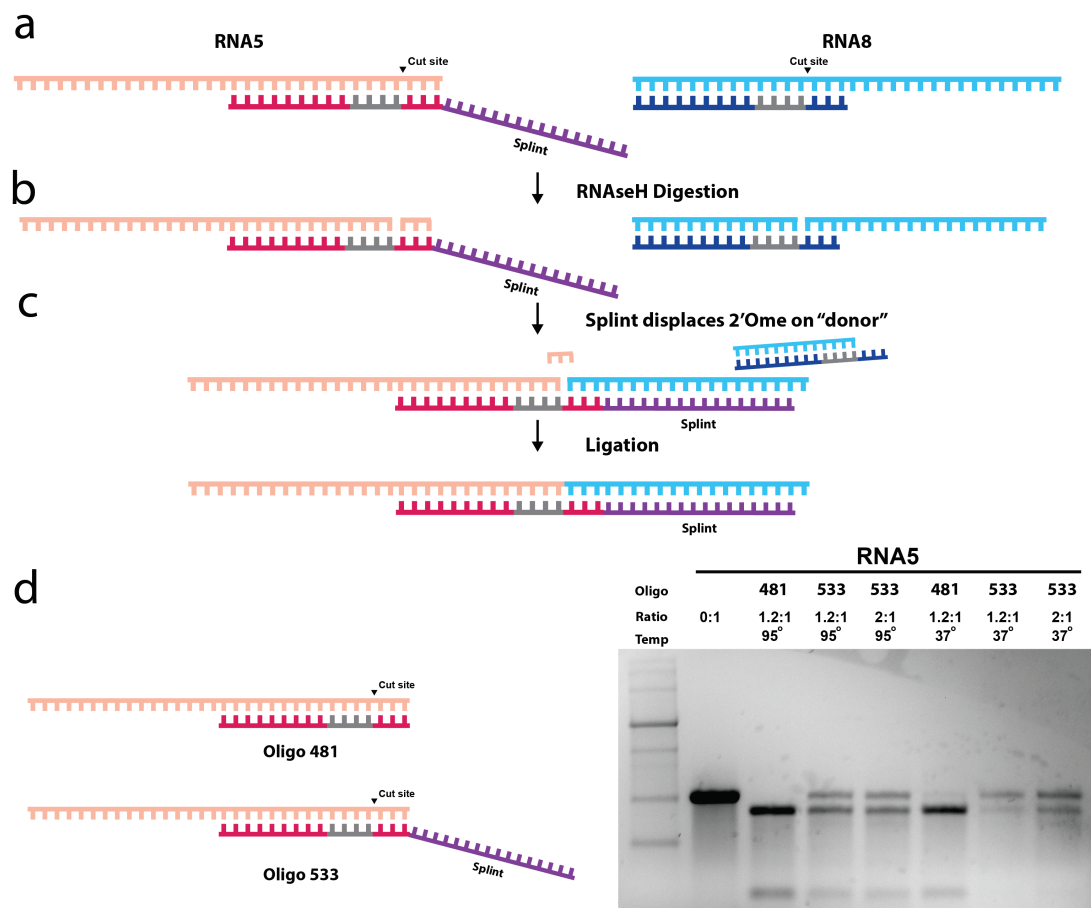 a
RNA5
RNA8
Cut site
Cut site
Splint
b
RNAseH Digestion
Splint
c
Splint displaces 2'Ome on “donor”
Splint
Ligation
Splint
d
RNA5
Oligo 481 533 533 481 533 533
Ratio 0:1 1.2:1 1.2:1 2:1 1.2:1 1.2:1 2:1
Temp 95° 95° 95° 37° 37° 37°
Cut site
Oligo 481
Cut site
Splint
Oligo 533